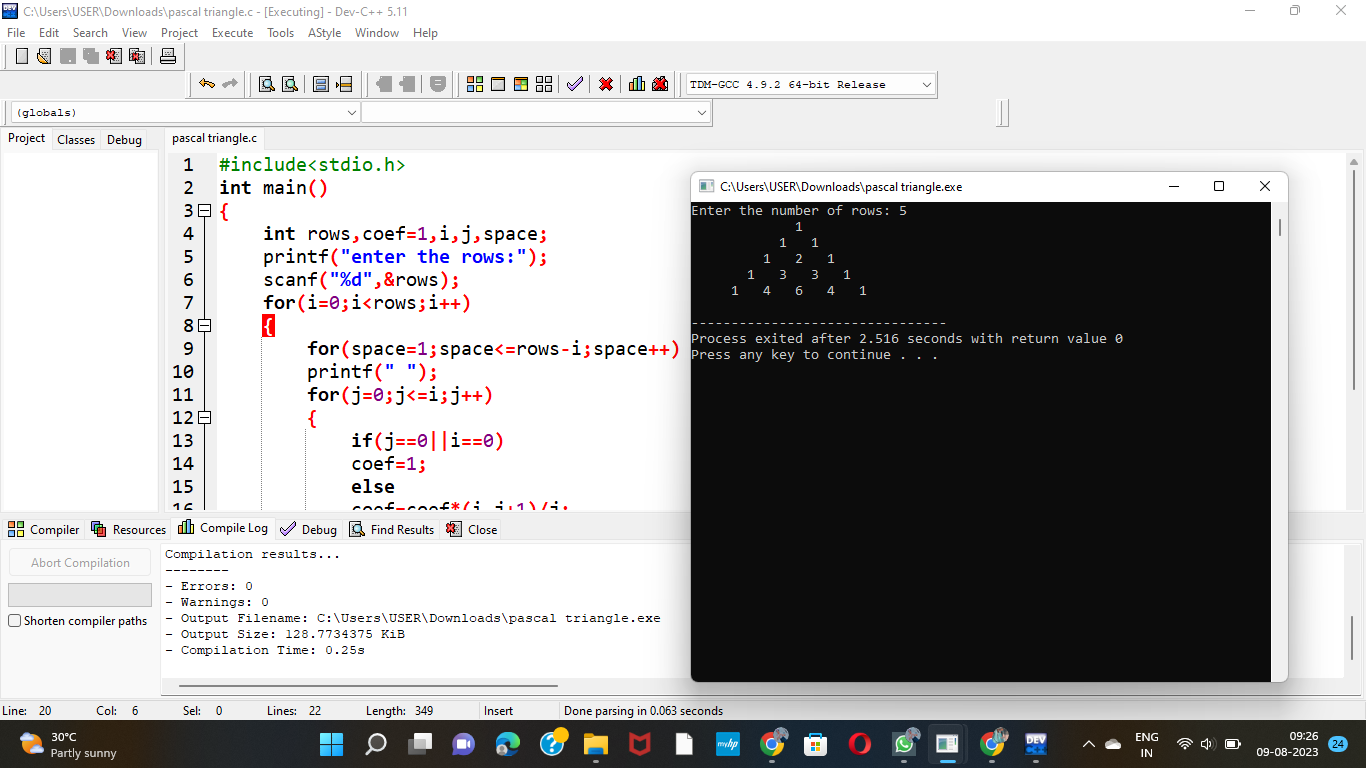 C:\Users\USER\Downloads\pascal triangle.c - [Executing] - Dev-C++ 5.11
File Edit Search View Project Execute Tools AStyle Window Help
TDM-GCC 4.9.2 64-bit Release
(globals)
Project Classes Debug
pascal triangle.c
1 #include<stdio.h>
2 int main()
3 {
4 int rows,coef=1,i,j,space;
5 printf("enter the rows:");
6 scanf("%d",&rows);
7 for(i=0;i<rows;i++)
8 {
9 for(space=1;space<=rows-i;space++)
10 printf(" ");
11 for(j=0;j<=i;j++)
12 {
13 if(j==0||i==0)
14 coef=1;
15 else
16 coef=coef*(i-j+1)/j;
C:\Users\USER\Downloads\pascal triangle.exe
Enter the number of rows: 5
1
1 1
1 2 1
1 3 3 1
1 4 6 4 1
--------------------------------
Process exited after 2.516 seconds with return value 0
Press any key to continue . . .
Compiler Resources Compile Log Debug Find Results Close
Abort Compilation
Shorten compiler paths
Compilation results...
--------
- Errors: 0
- Warnings: 0
- Output Filename: C:\Users\USER\Downloads\pascal triangle.exe
- Output Size: 128.7734375 KiB
- Compilation Time: 0.25s
Line: 20 Col: 6 Sel: 0 Lines: 22 Length: 349 Insert Done parsing in 0.063 seconds
30°C
Partly sunny
myhp
DEV
ENG
IN
09:26
09-08-2023
24